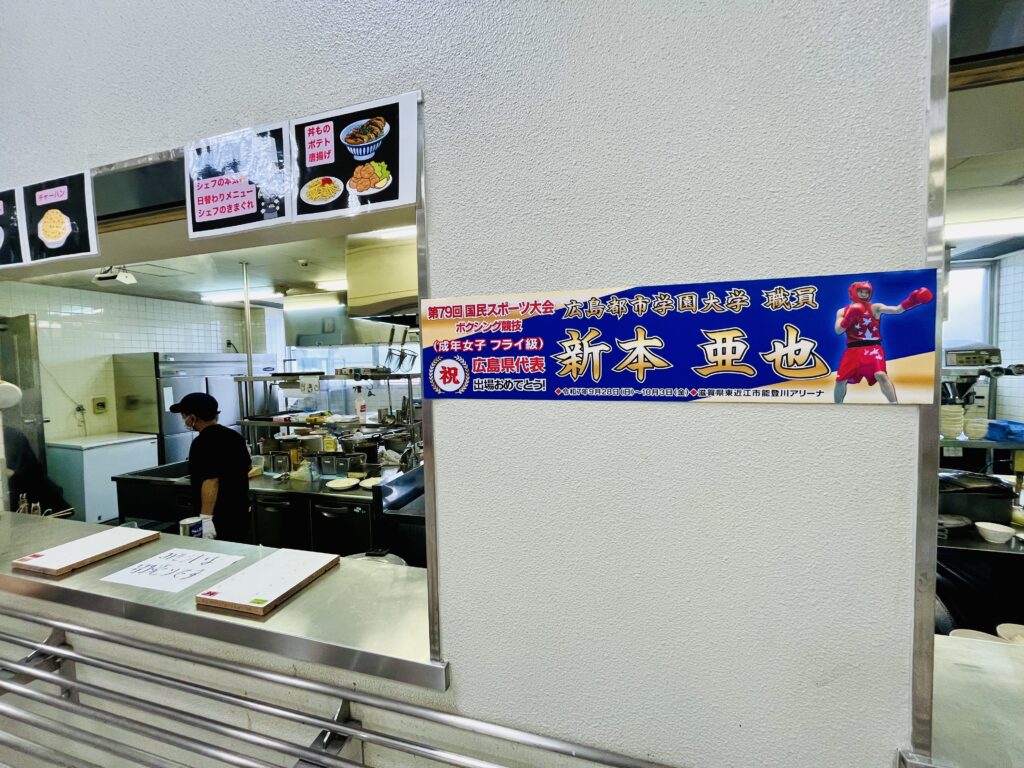 チャーハン
シェフの本気
日替わりメニュー
シェフのきまぐれ
丼もの
ポテト
唐揚げ
第79回 国民スポーツ大会
ボクシング競技
(成年女子 フライ級)
祝
広島県代表
出場おめでとう!
広島都市学園大学 職員
新本 亜也
◆令和7年9月28日(日)~10月3日(金)◆滋賀県東近江市能登川アリーナ